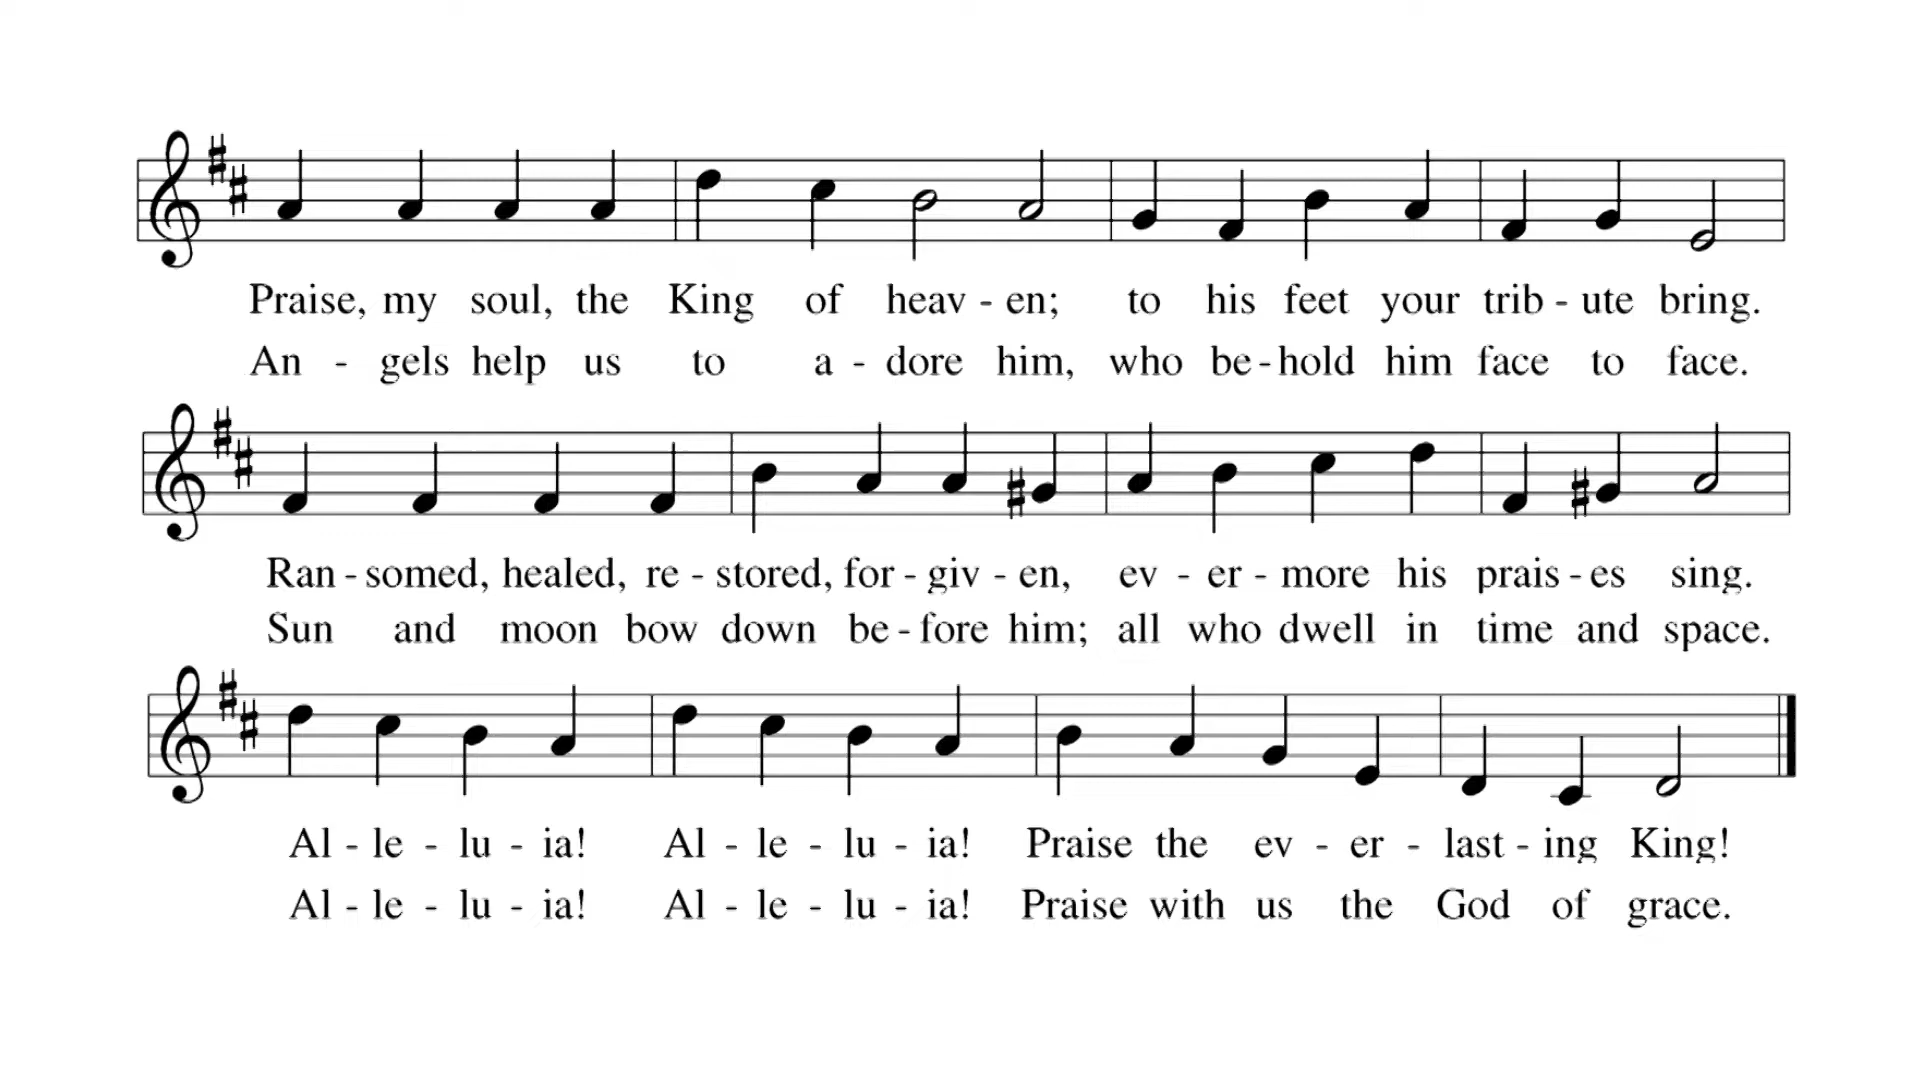 Praise, my soul, the King of heav - en; to his feet your trib - ute bring.
An - gels help us to a - dore him, who be - hold him face to face.
Ran - somed, healed, re - stored, for - giv - en, ev - er - more his prais - es sing.
Sun and moon bow down be - fore him; all who dwell in time and space.
Al - le - lu - ia! Al - le - lu - ia! Praise the ev - er - last - ing King!
Al - le - lu - ia! Al - le - lu - ia! Praise with us the God of grace.